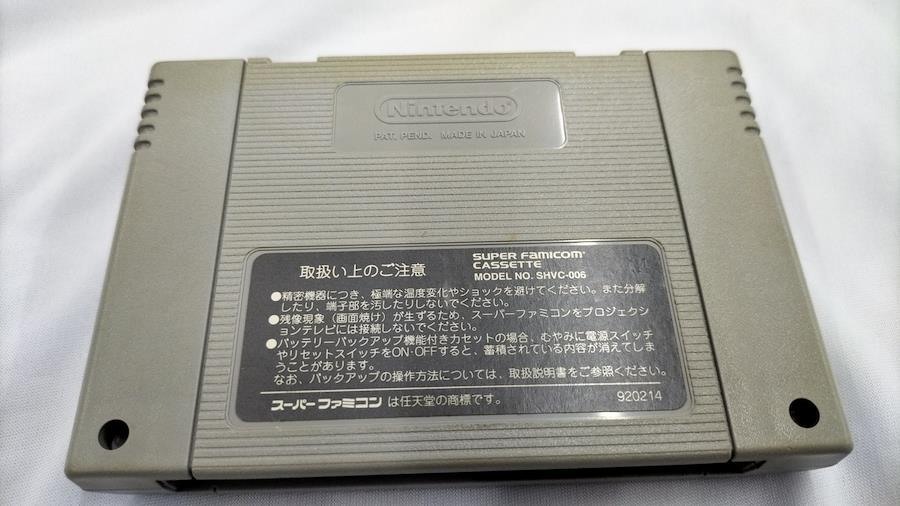 Nintendo
PAT. PEND. MADE IN JAPAN
取扱い上のご注意
SUPER FAMICOM
CASSETTE
MODEL NO. SHVC-006
●精密機器につき、極端な温度変化やショックを避けてください。また分解
したり、端子部を汚したりしないでください。
●残像現象（画面焼け）が生ずるため、スーパーファミコンをプロジェクシ
ョンテレビには接続しないでください。
●バッテリーバックアップ機能付きカセットの場合、むやみに電源スイッチ
やリセットスイッチをON·OFFすると、蓄積されている内容が消えてしま
うことがあります。
なお、バックアップの操作方法については、取扱説明書をご参照ください。
スーパーファミコン は任天堂の商標です。
920214